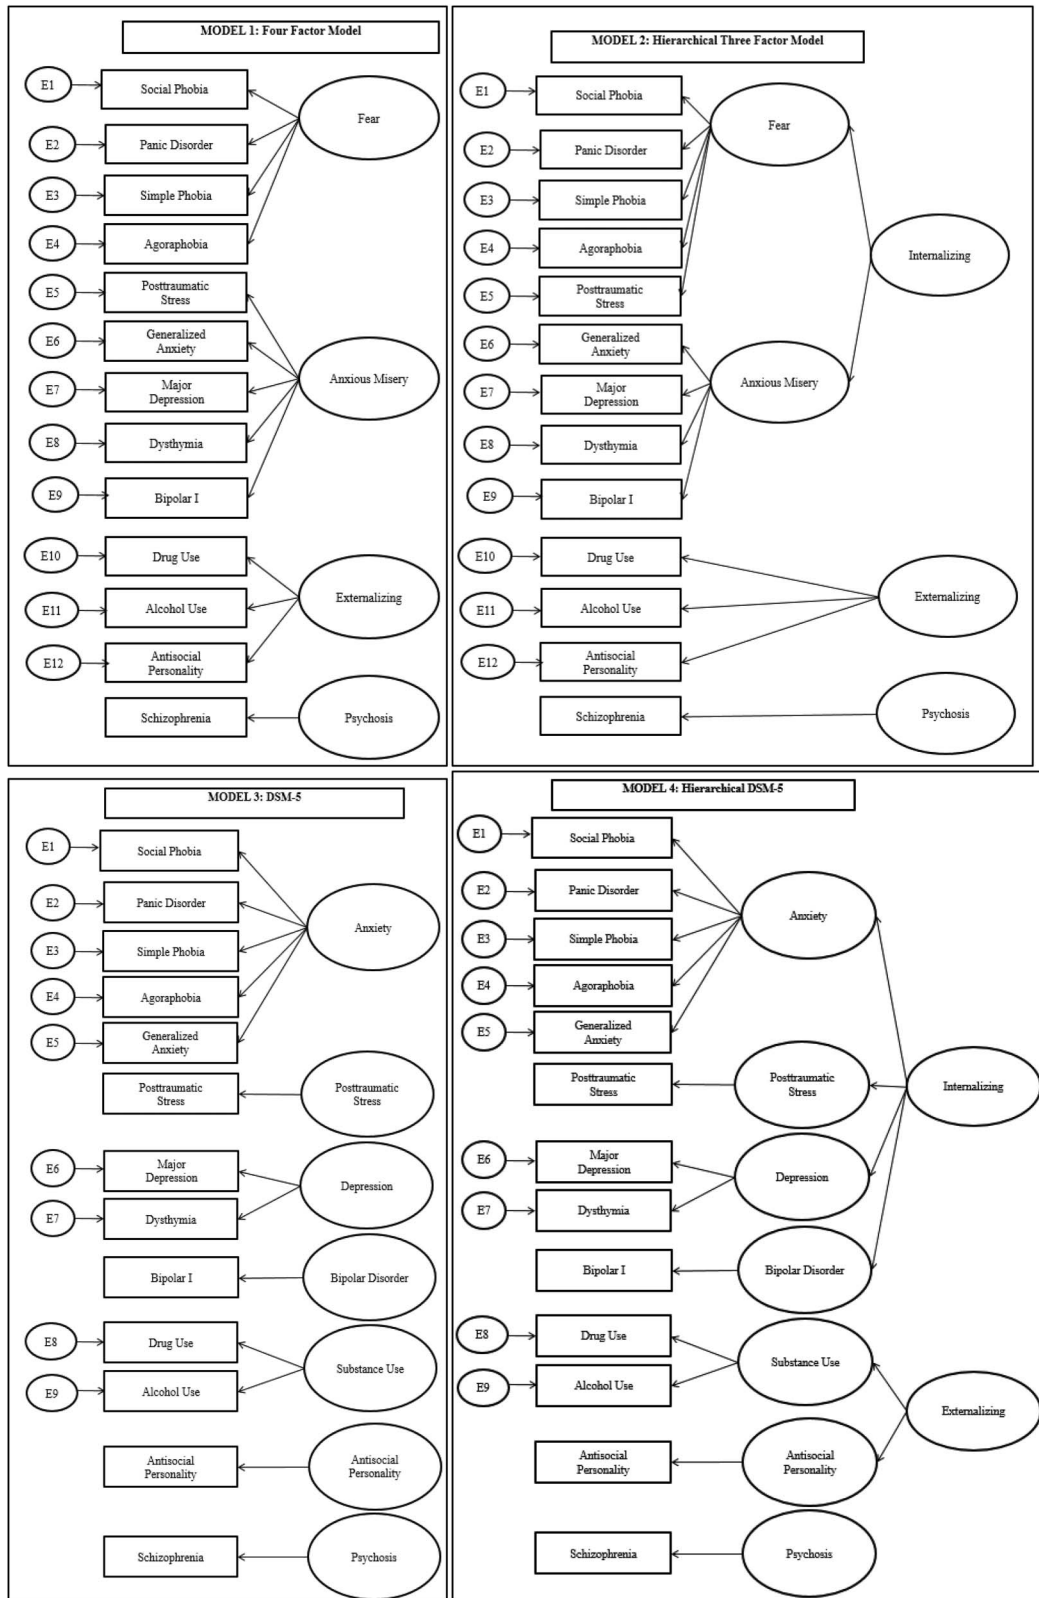 MODEL 1: Four Factor Model
E1
Social Phobia
Fear
E2
Panic Disorder
E3
Simple Phobia
E4
Agoraphobia
E5
Posttraumatic
Stress
E6
Generalized
Anxiety
Anxious Misery
E7
Major
Depression
E8
Dysthymia
E9
Bipolar I
E10
Drug Use
E11
Alcohol Use
Externalizing
E12
Antisocial
Personality
Schizophrenia
Psychosis
MODEL 2: Hierarchical Three Factor Model
E1
Social Phobia
Fear
E2
Panic Disorder
E3
Simple Phobia
E4
Agoraphobia
Internalizing
E5
Posttraumatic
Stress
E6
Generalized
Anxiety
Anxious Misery
E7
Major
Depression
E8
Dysthymia
E9
Bipolar I
E10
Drug Use
E11
Alcohol Use
Externalizing
E12
Antisocial
Personality
Schizophrenia
Psychosis
MODEL 3: DSM-5
E1
Social Phobia
E2
Panic Disorder
Anxiety
E3
Simple Phobia
E4
Agoraphobia
E5
Generalized
Anxiety
Posttraumatic
Stress
Posttraumatic
Stress
E6
Major
Depression
Depression
E7
Dysthymia
Bipolar I
Bipolar Disorder
E8
Drug Use
Substance Use
E9
Alcohol Use
Antisocial
Personality
Antisocial
Personality
Schizophrenia
Psychosis
MODEL 4: Hierarchical DSM-5
E1
Social Phobia
E2
Panic Disorder
Anxiety
E3
Simple Phobia
E4
Agoraphobia
E5
Generalized
Anxiety
Posttraumatic
Stress
Posttraumatic
Stress
Internalizing
E6
Major
Depression
Depression
E7
Dysthymia
Bipolar I
Bipolar Disorder
E8
Drug Use
Substance Use
E9
Alcohol Use
Externalizing
Antisocial
Personality
Antisocial
Personality
Schizophrenia
Psychosis